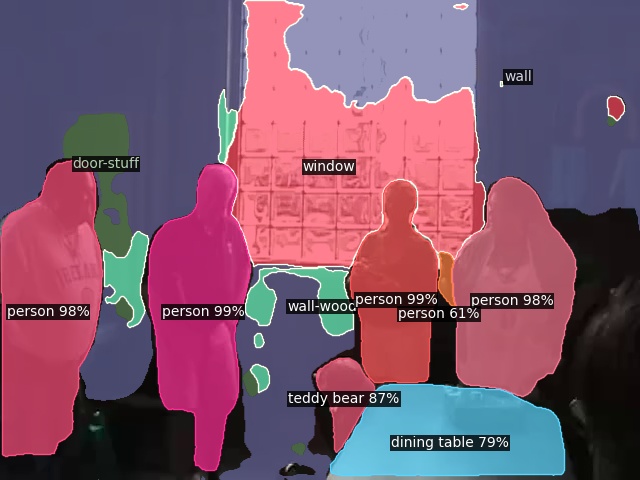 wall
door-stuff
window
person 99%
person 98%
person 98%
person 99%
wall-wood
person 61%
teddy bear 87%
dining table 79%